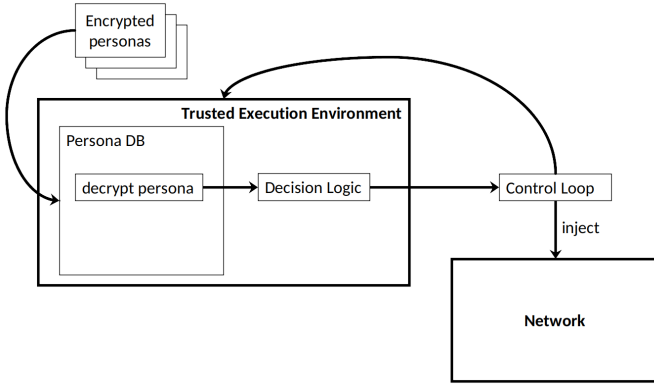 Encrypted
personas
Trusted Execution Environment
Persona DB
decrypt persona
Decision Logic
Control Loop
inject
Network